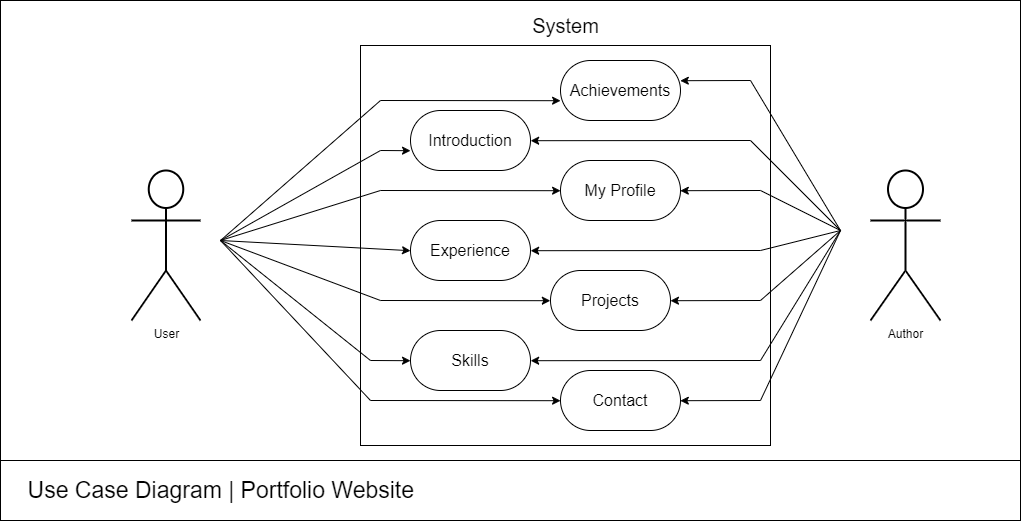 System
Achievements
Introduction
My Profile
Experience
Projects
Skills
Contact
User
Author
Use Case Diagram | Portfolio Website